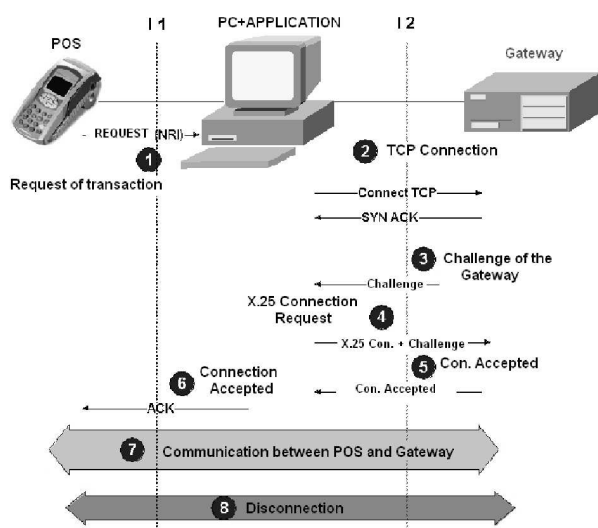 I 1
PC+APPLICATION
I 2
POS
Gateway
REQUEST (NRI)
1
Request of transaction
2 TCP Connection
Connect TCP
SYN ACK
3 Challenge of the
Gateway
Challenge
X.25 Connection
Request
4
X.25 Con. + Challenge
5 Con. Accepted
6 Connection
Accepted
Con. Accepted
ACK
7 Communication between POS and Gateway
8 Disconnection